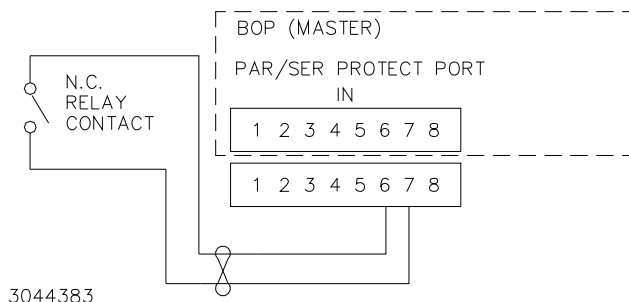 BOP (MASTER)
PAR/SER PROTECT PORT
IN
N.C.
RELAY
CONTACT
1 2 3 4 5 6 7 8
1 2 3 4 5 6 7 8
3044383